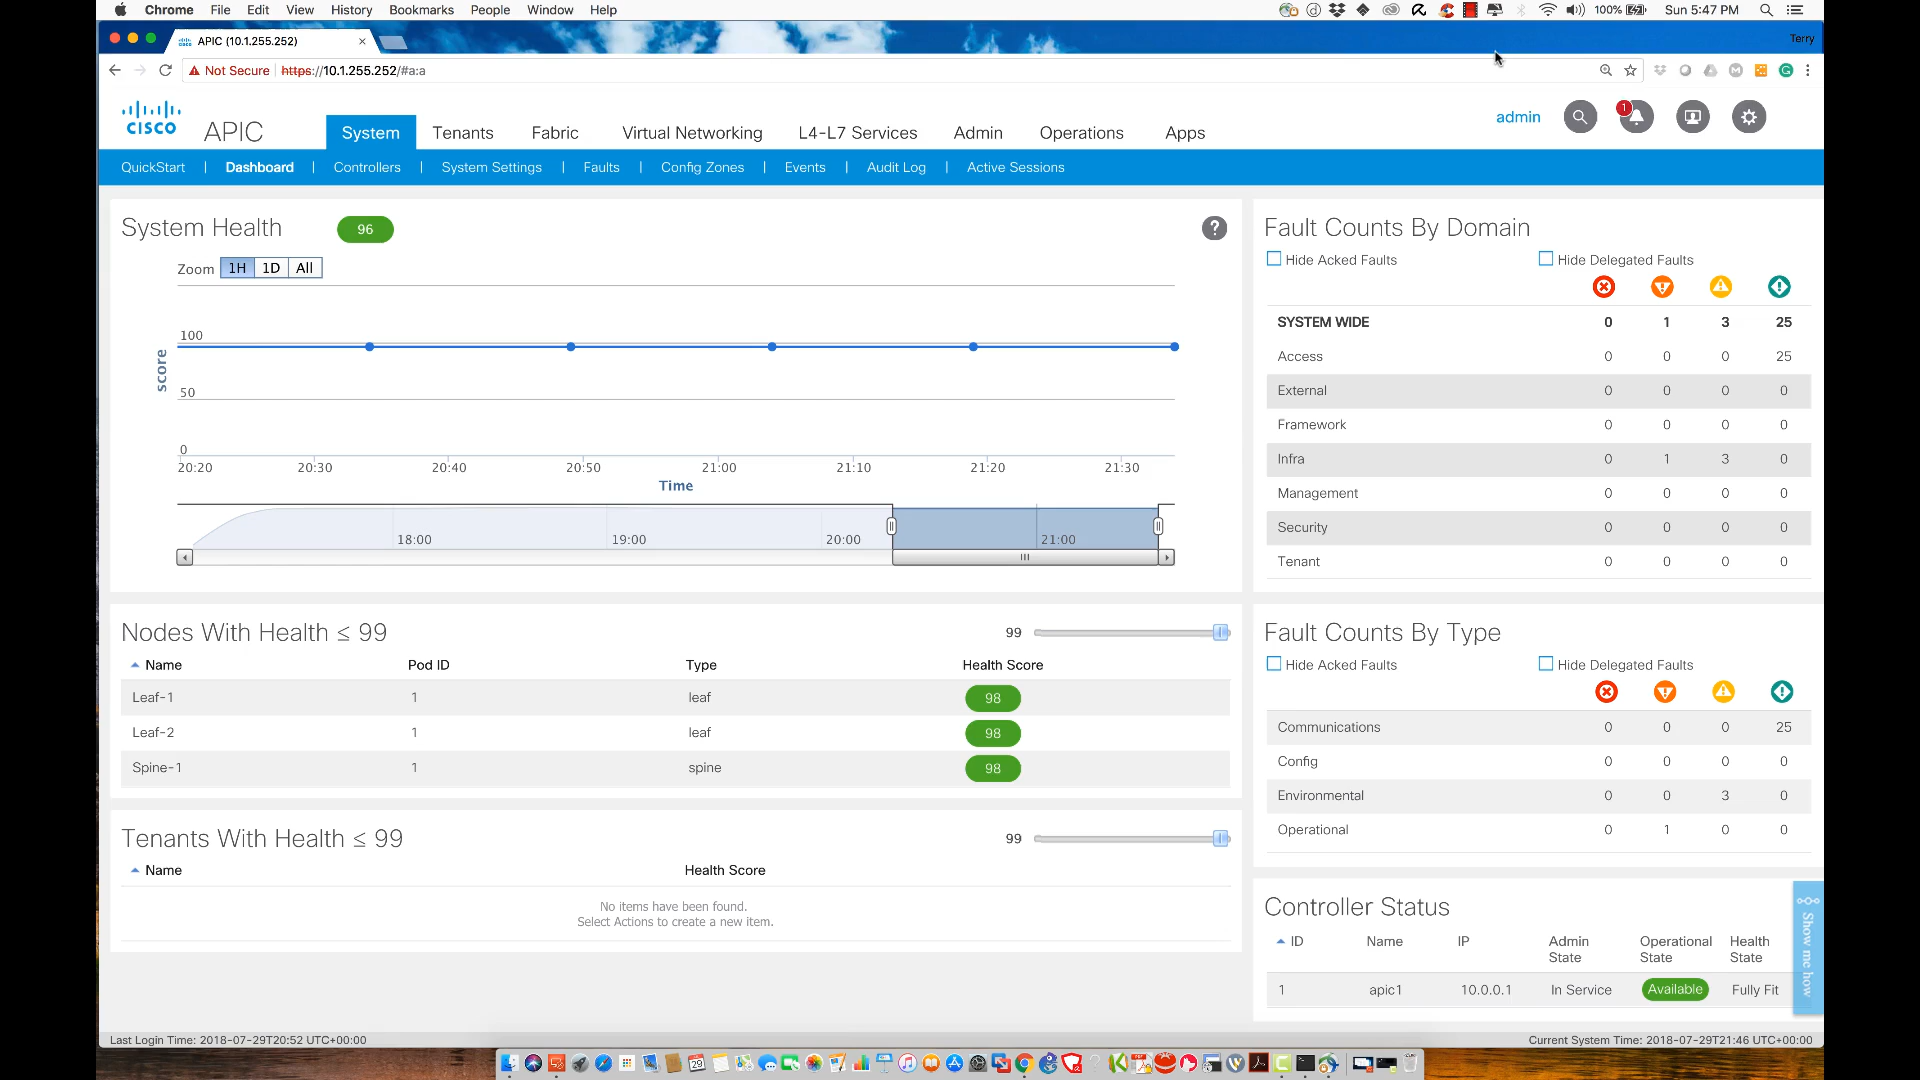 Chrome File Edit View History Bookmarks People Window Help 100% Sun 5:47 PM
APIC (10.1.255.252) Terry
Not Secure https://10.1.255.252/#a:a
cisco APIC System Tenants Fabric Virtual Networking L4-L7 Services Admin Operations Apps admin 1
QuickStart | Dashboard | Controllers | System Settings | Faults | Config Zones | Events | Audit Log | Active Sessions
System Health 96 ?
Zoom 1H 1D All
100
50
0
score
20:20 20:30 20:40 20:50 21:00 21:10 21:20 21:30
Time
18:00 19:00 20:00 21:00
Nodes With Health ≤ 99 99
Name Pod ID Type Health Score
Leaf-1 1 leaf 98
Leaf-2 1 leaf 98
Spine-1 1 spine 98
Tenants With Health ≤ 99 99
Name Health Score
No items have been found.
Select Actions to create a new item.
Fault Counts By Domain
Hide Acked Faults Hide Delegated Faults
SYSTEM WIDE 0 1 3 25
Access 0 0 0 25
External 0 0 0 0
Framework 0 0 0 0
Infra 0 1 3 0
Management 0 0 0 0
Security 0 0 0 0
Tenant 0 0 0 0
Fault Counts By Type
Hide Acked Faults Hide Delegated Faults
Communications 0 0 0 25
Config 0 0 0 0
Environmental 0 0 3 0
Operational 0 1 0 0
Controller Status
ID Name IP Admin State Operational State Health State
1 apic1 10.0.0.1 In Service Available Fully Fit
Show me how
Last Login Time: 2018-07-29T20:52 UTC+00:00 Current System Time: 2018-07-29T21:46 UTC+00:00
29